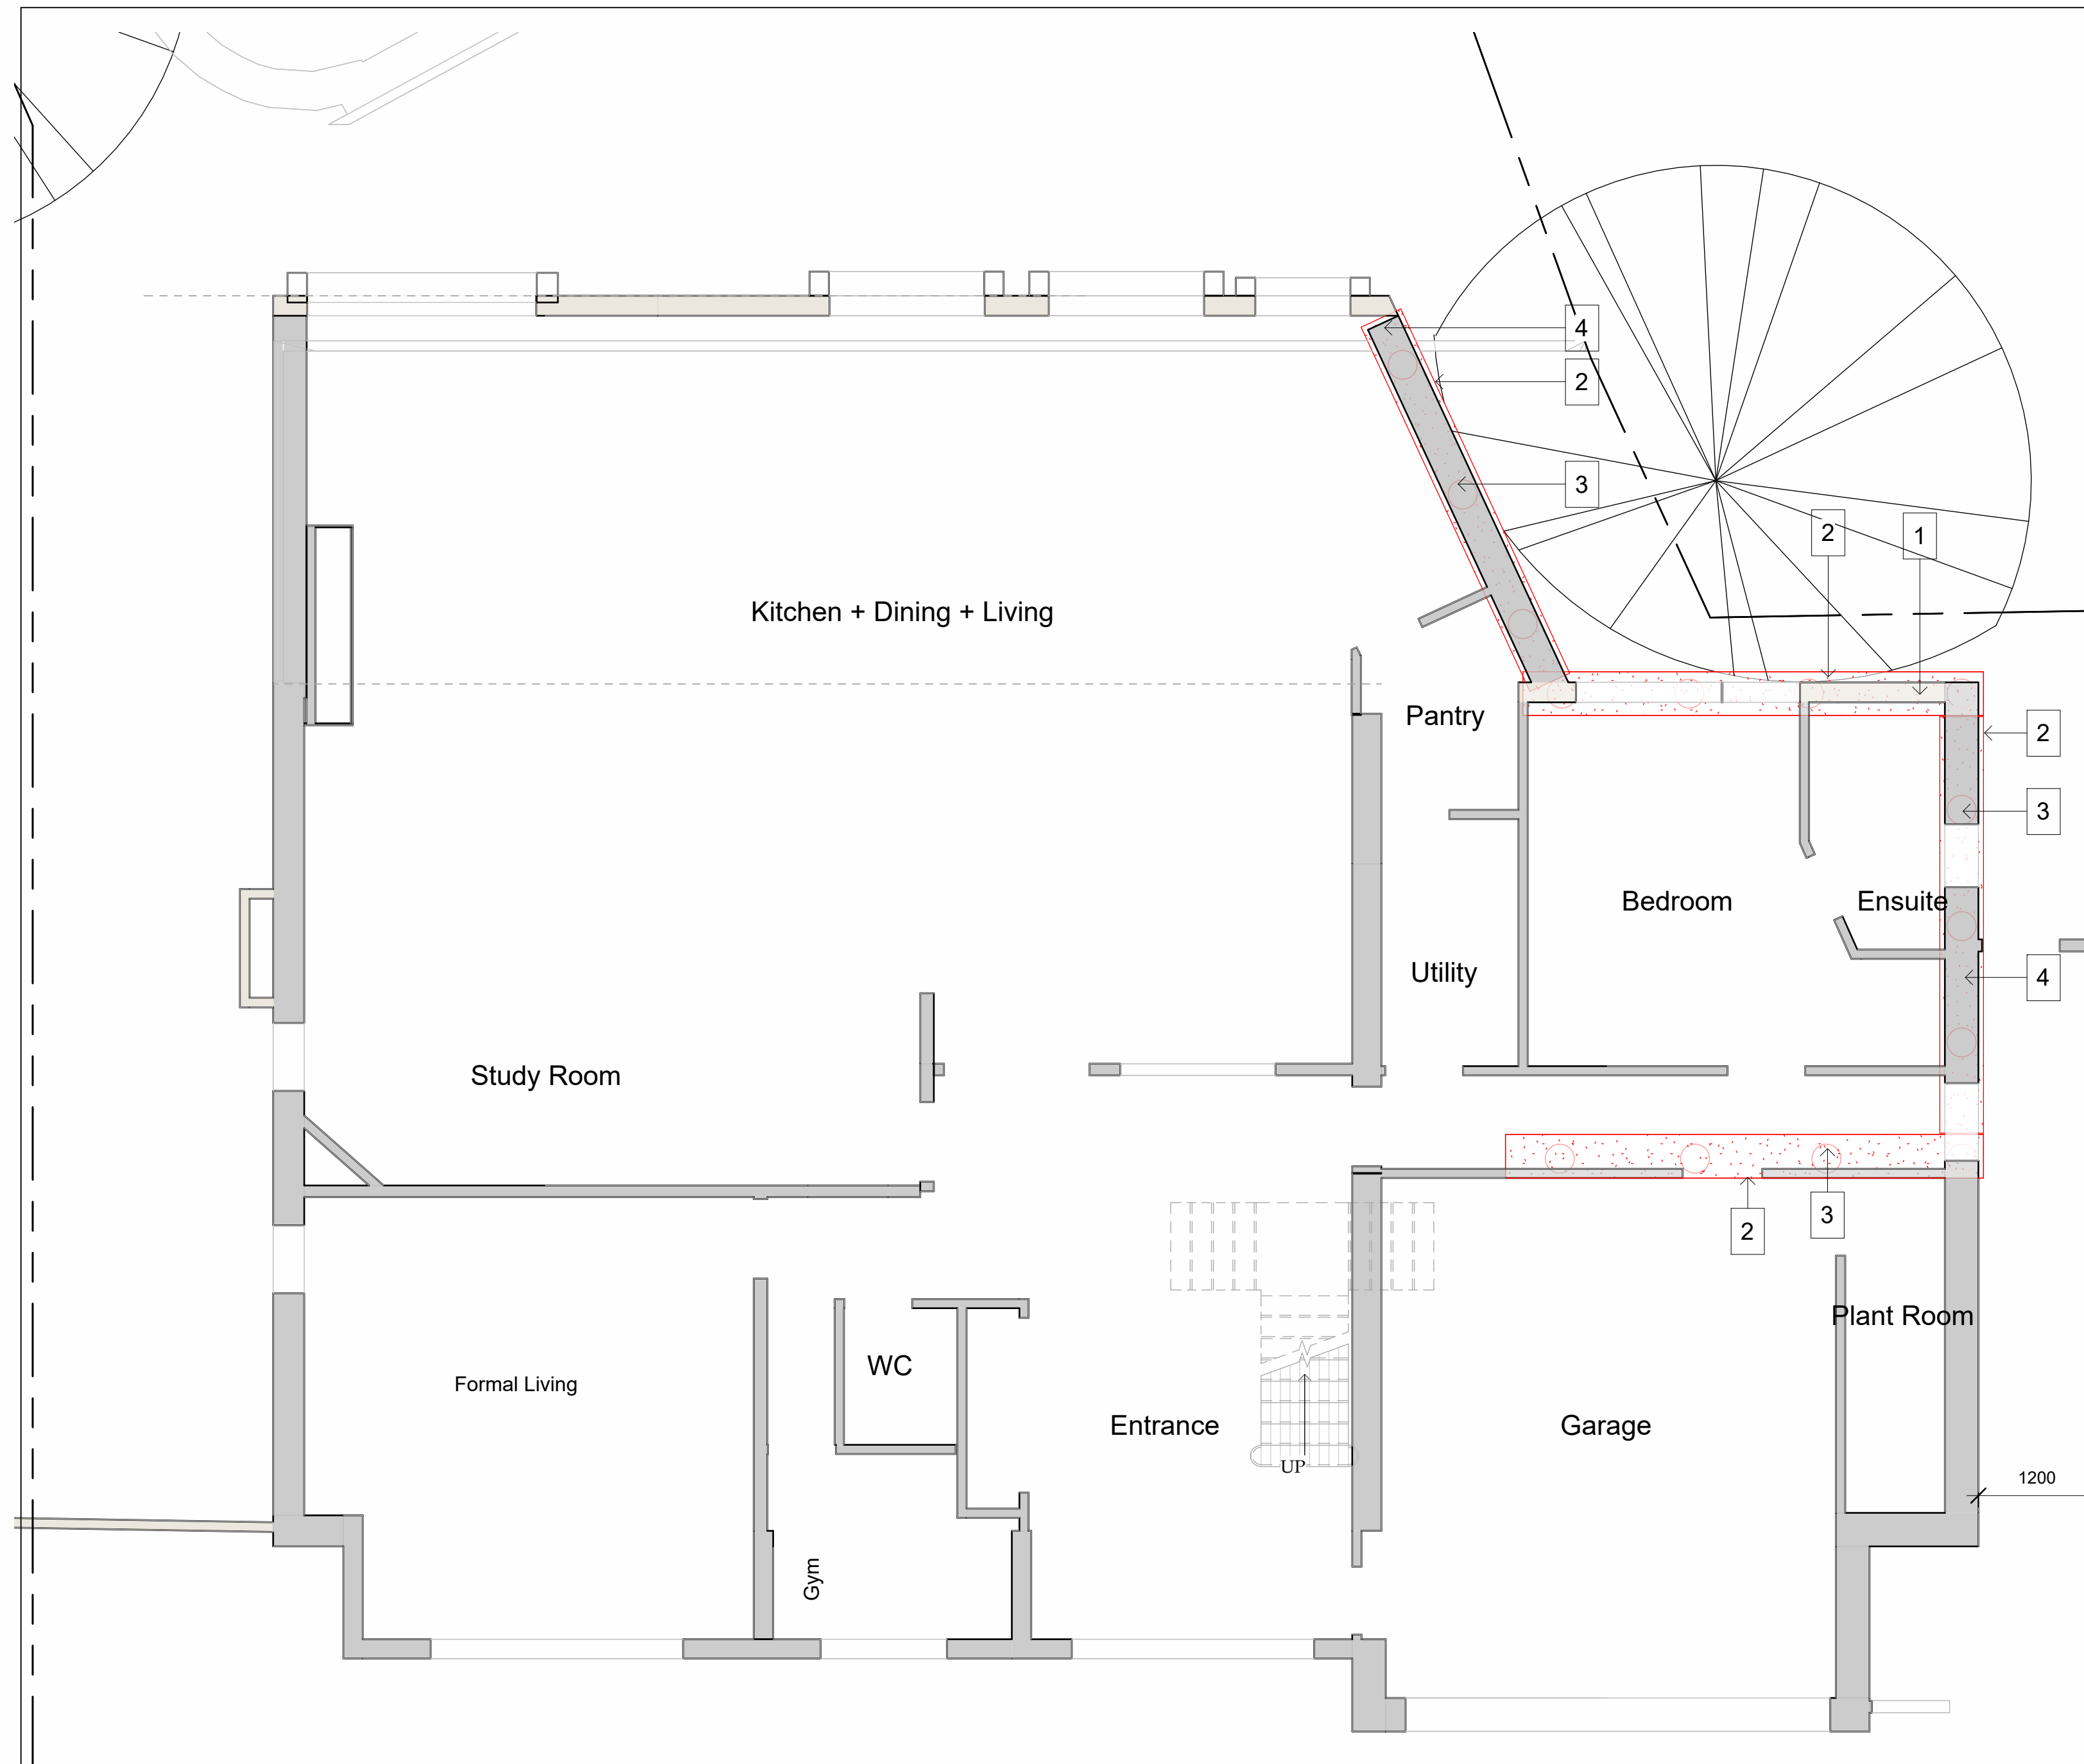 4
2
3
2
1
Kitchen + Dining + Living
Pantry
2
3
Bedroom
Ensuite
Utility
4
Study Room
3
2
Plant Room
WC
Formal Living
Entrance
Garage
UP
1200
Gym